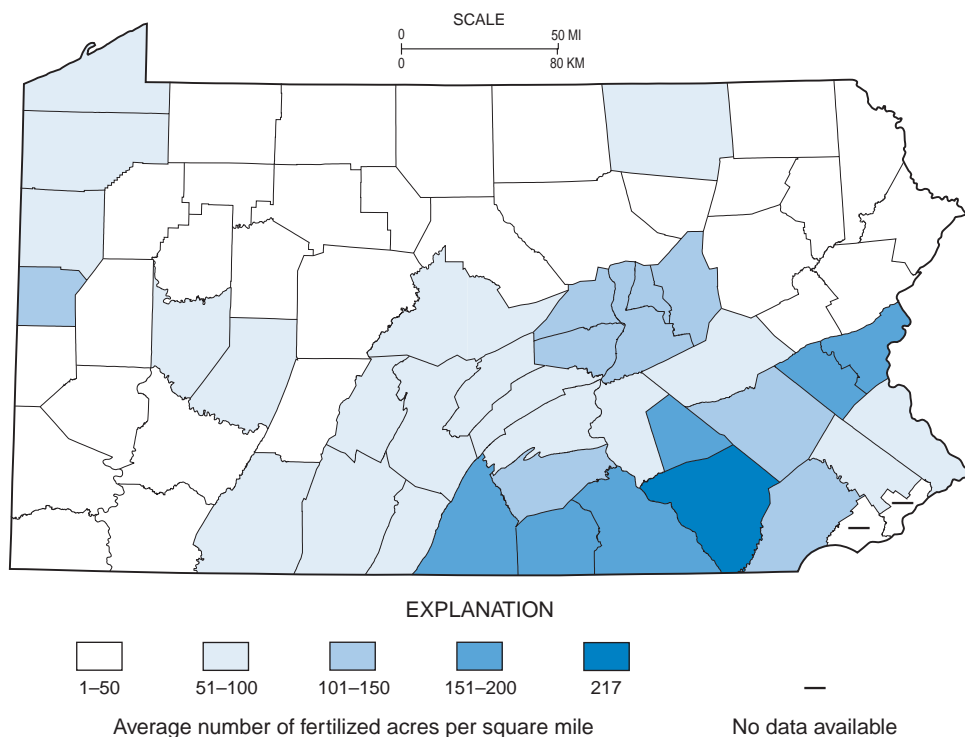 SCALE
0 50 MI
0 80 KM
EXPLANATION
1–50 51–100 101–150 151–200 217 –
Average number of fertilized acres per square mile No data available